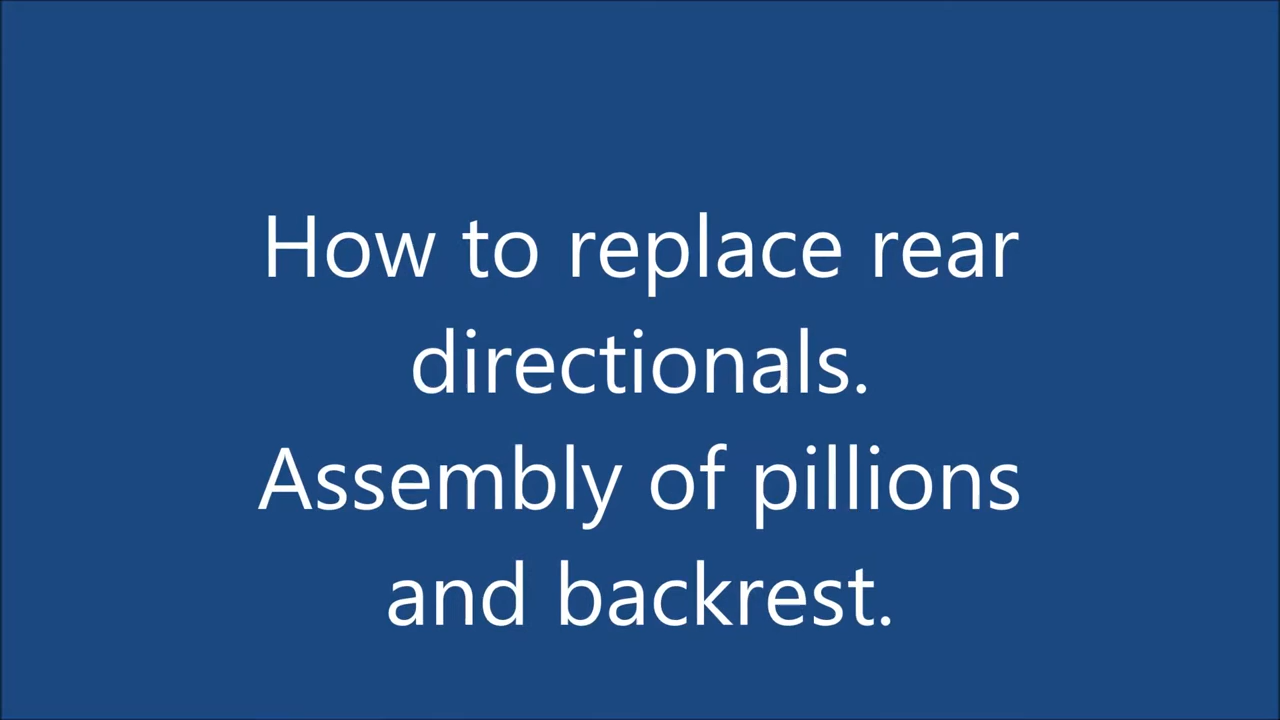 How to replace rear
directionals.
Assembly of pillions
and backrest.